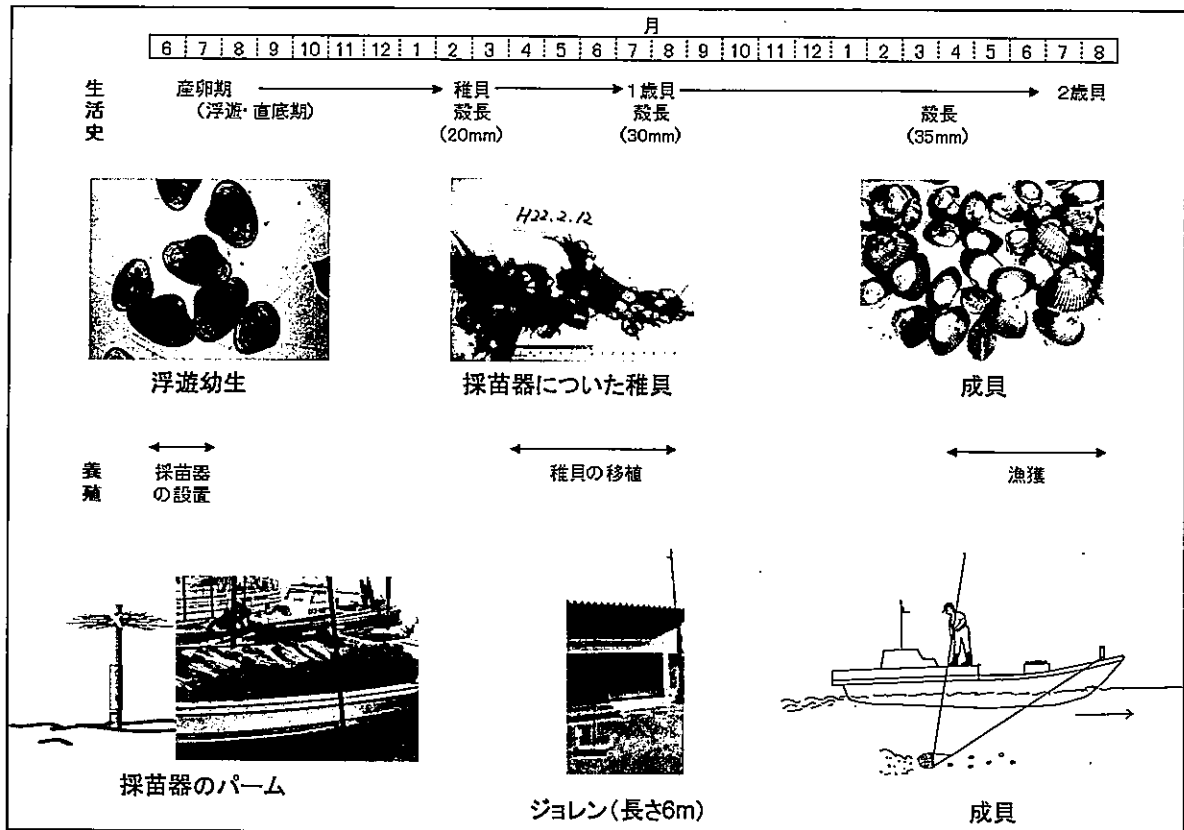 月
6 7 8 9 10 11 12 1 2 3 4 5 6 7 8 9 10 11 12 1 2 3 4 5 6 7 8
生活史
産卵期
(浮遊・直底期)
稚貝
殻長
(20mm)
1歳貝
殻長
(30mm)
殻長
(35mm)
2歳貝
H22.2.12
浮遊幼生
採苗器についた稚貝
成貝
養殖
採苗器
の設置
稚貝の移植
漁獲
採苗器のパーム
ジョレン(長さ6m)
成貝